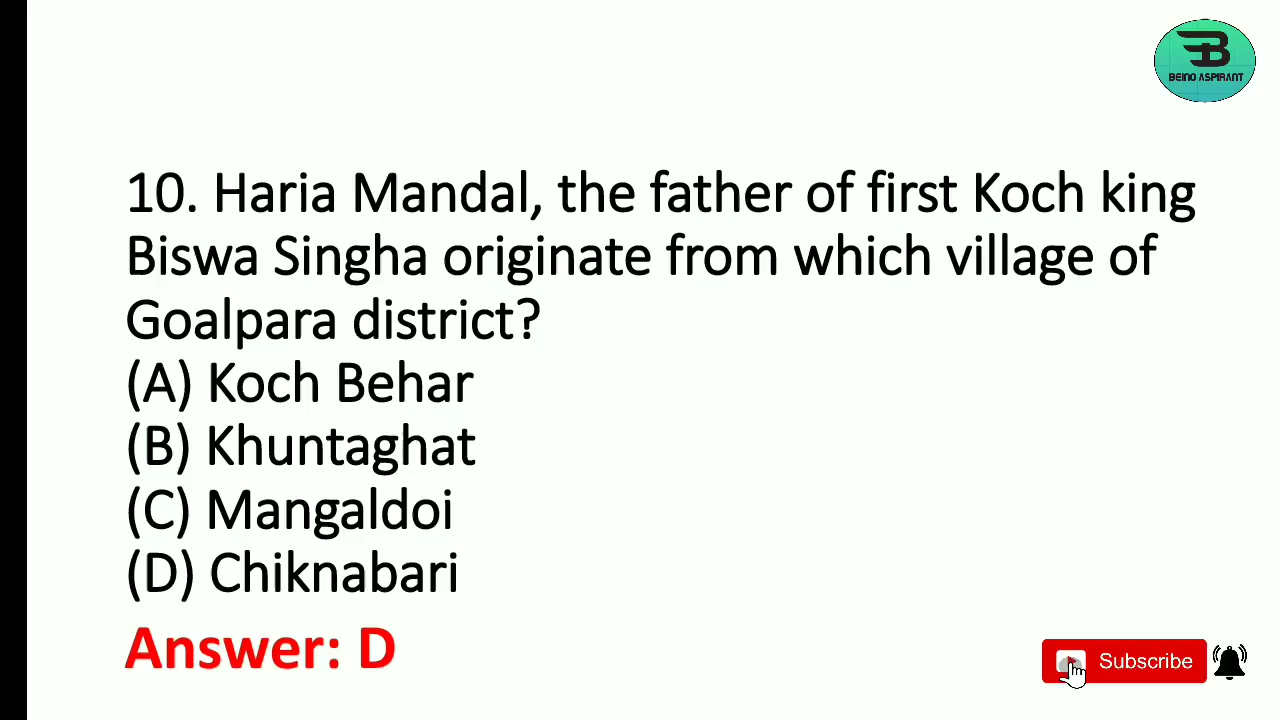 BEINO ASPIRANT
10. Haria Mandal, the father of first Koch king
Biswa Singha originate from which village of
Goalpara district?
(A) Koch Behar
(B) Khuntaghat
(C) Mangaldoi
(D) Chiknabari
Answer: D
Subscribe